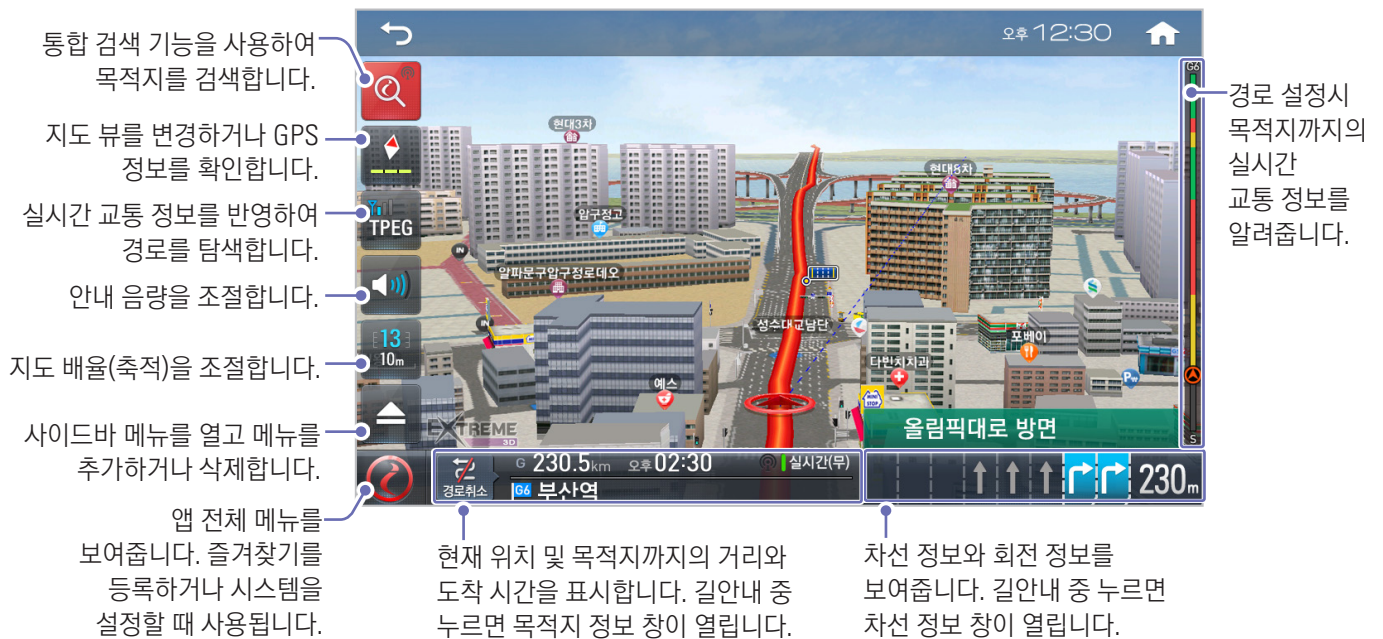 통합 검색 기능을 사용하여
목적지를 검색합니다.
지도 뷰를 변경하거나 GPS
정보를 확인합니다.
실시간 교통 정보를 반영하여
경로를 탐색합니다.
안내 음량을 조절합니다.
지도 배율(축적)을 조절합니다.
사이드바 메뉴를 열고 메뉴를
추가하거나 삭제합니다.
앱 전체 메뉴를
보여줍니다. 즐겨찾기를
등록하거나 시스템을
설정할 때 사용됩니다.
오후 12:30
TPEG
13
10m
현대3차
현대5차
압구정고
IN
알파문구압구정로데오
IN
성수대교남단
포베이
다빈치치과
예스
MINI
STOP
Pw
EXTREME
3D
올림픽대로 방면
G6
S
경로취소
G 230.5km 오후 02:30 실시간(무)
G6 부산역
230m
경로 설정시
목적지까지의
실시간
교통 정보를
알려줍니다.
현재 위치 및 목적지까지의 거리와
도착 시간을 표시합니다. 길안내 중
누르면 목적지 정보 창이 열립니다.
차선 정보와 회전 정보를
보여줍니다. 길안내 중 누르면
차선 정보 창이 열립니다.